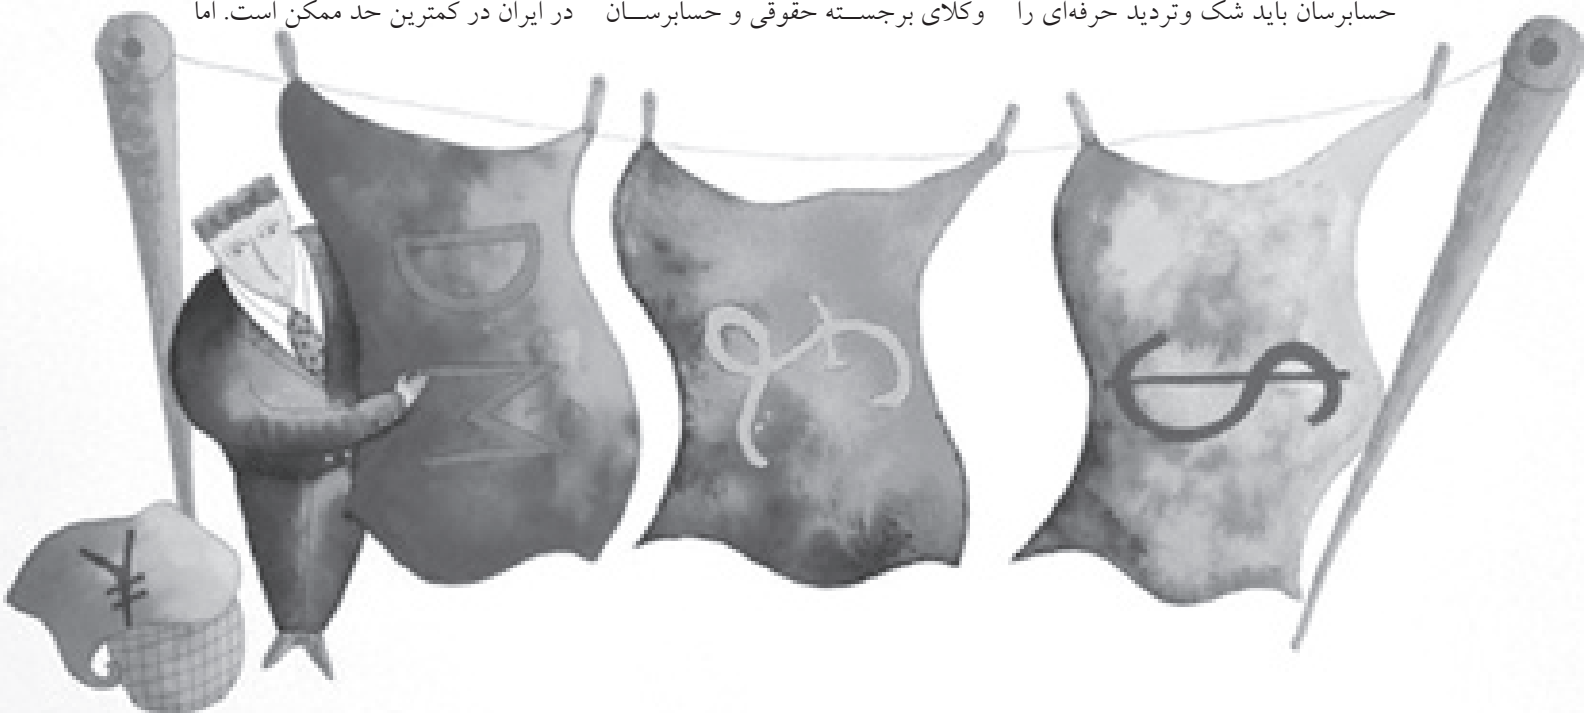 حسابرسان باید شک وتردید حرفه‌ای را
وکلای برجسته حقوقی و حسابرسان
در ایران در کمترین حد ممکن است. اما
D
M
£
$
¥